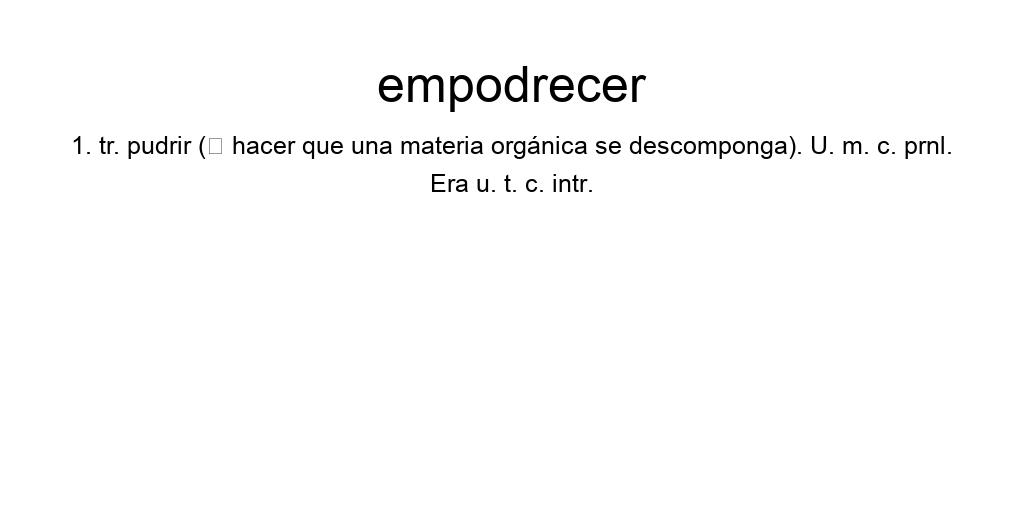 empodrecer
1. tr. pudrir (▯ hacer que una materia orgánica se descomponga). U. m. c. prnl.
Era u. t. c. intr.